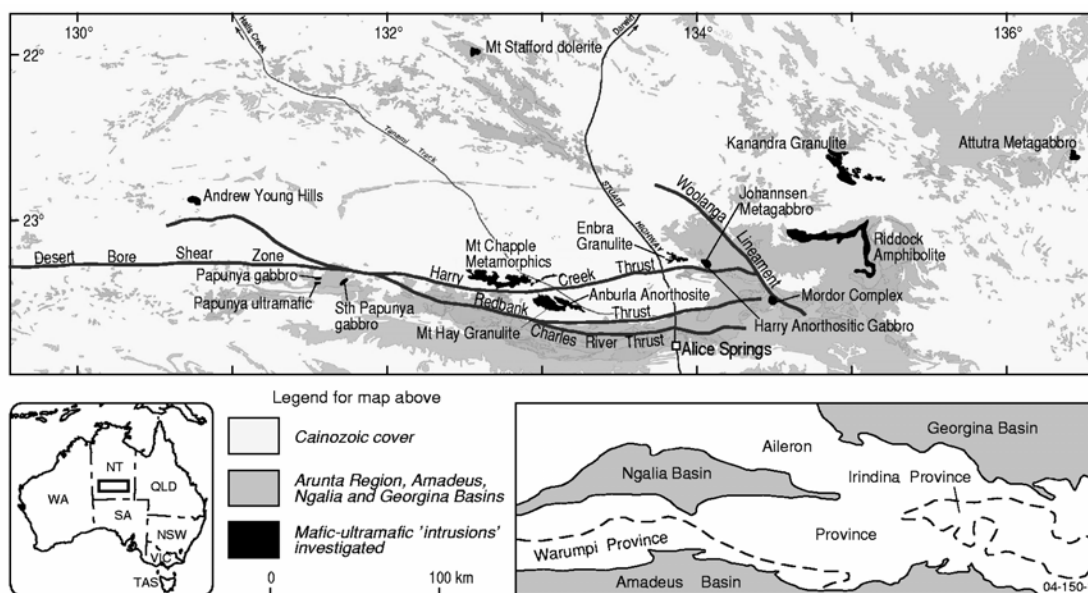 130°
132°
134°
136°
22°
23°
Halls Creek
Darwin
Mt Stafford dolerite
Tanami Track
Kanandra Granulite
Attutra Metagabbro
Andrew Young Hills
STUART HIGHWAY
Woolanga Lineament
Johannsen
Metagabbro
Enbra
Granulite
Desert Bore Shear Zone
Mt Chapple
Metamorphics
Riddock
Amphibolite
Harry Creek Thrust
Papunya gabbro
Papunya ultramafic
Sth Papunya
gabbro
Redbank Thrust
Anburla Anorthosite
Mordor Complex
Mt Hay Granulite
Charles River Thrust
Harry Anorthositic Gabbro
Alice Springs
Legend for map above
Cainozoic cover
Arunta Region, Amadeus,
Ngalia and Georgina Basins
Mafic-ultramafic 'intrusions'
investigated
0 100 km
WA
NT
QLD
SA
NSW
VIC
TAS
Georgina Basin
Aileron
Ngalia Basin
Irindina Province
Province
Warumpi Province
Amadeus Basin
04-150-